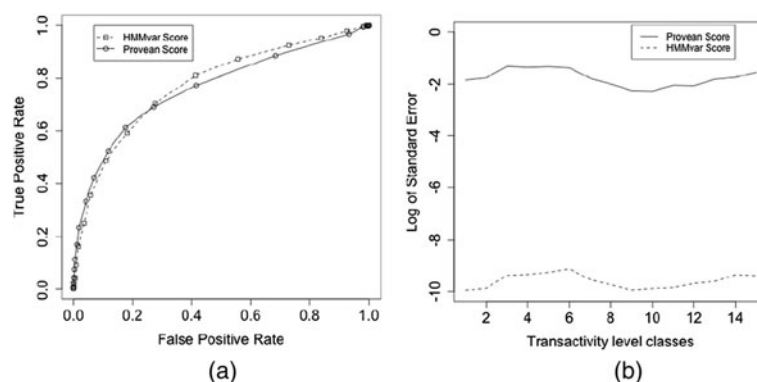 HMMvar Score
Provean Score
True Positive Rate
1.0
0.8
0.6
0.4
0.2
0.0
0.0 0.2 0.4 0.6 0.8 1.0
False Positive Rate
(a)
Provean Score
HMMvar Score
Log of Standard Error
0
-2
-4
-6
-8
-10
2 4 6 8 10 12 14
Transactivity level classes
(b)